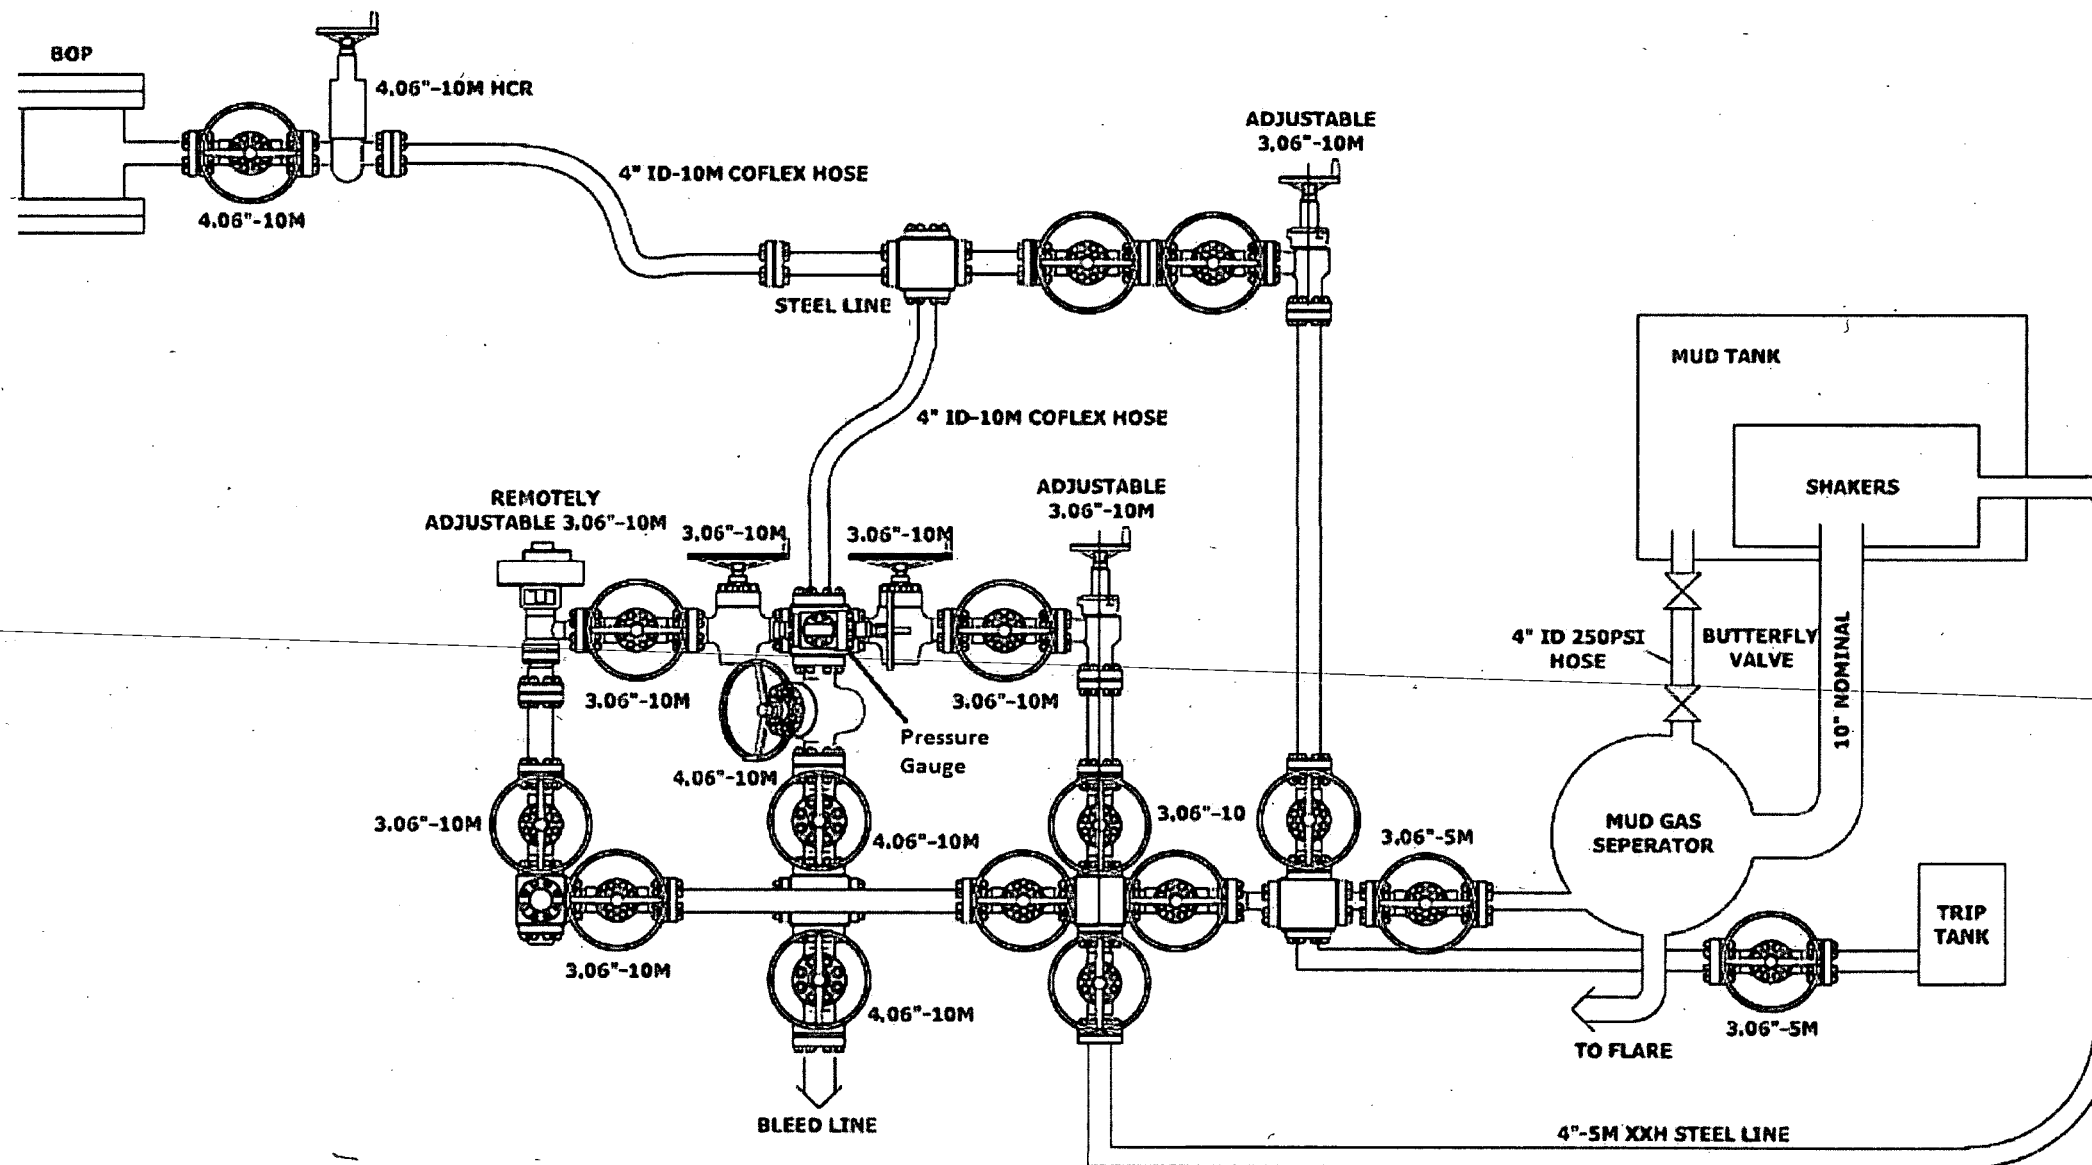 BOP
4.06"-10M HCR
4.06"-10M
4" ID-10M COFLEX HOSE
ADJUSTABLE
3.06"-10M
STEEL LINE
4" ID-10M COFLEX HOSE
MUD TANK
SHAKERS
REMOTELY
ADJUSTABLE 3.06"-10M
3.06"-10M
3.06"-10M
ADJUSTABLE
3.06"-10M
3.06"-10M
3.06"-10M
4" ID 250PSI
HOSE
BUTTERFLY
VALVE
10" NOMINAL
Pressure
Gauge
4.06"-10M
3.06"-10M
4.06"-10M
3.06"-10
3.06"-5M
MUD GAS
SEPERATOR
TRIP
TANK
3.06"-10M
4.06"-10M
3.06"-5M
TO FLARE
BLEED LINE
4"-5M XXH STEEL LINE